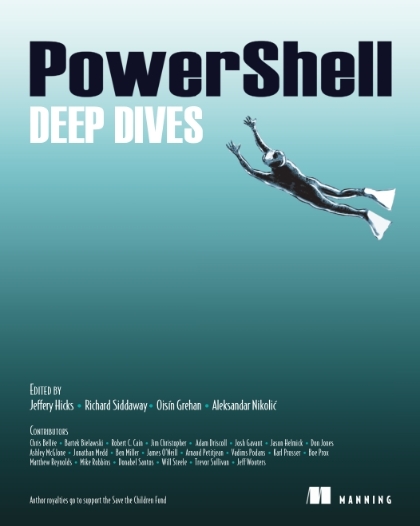 PowerShell
DEEP DIVES
EDITED BY
Jeffery Hicks • Richard Siddaway • Oisín Grehan • Aleksandar Nikolić
CONTRIBUTORS
Chris Bellée • Bartek Bielawski • Robert C. Cain • Jim Christopher • Adam Driscoll • Josh Gavant • Jason Helmick • Don Jones
Ashley McGlone • Jonathan Medd • Ben Miller • James O'Neill • Arnaud Petitjean • Vadims Podans • Karl Prosser • Boe Prox
Matthew Reynolds • Mike Robbins • Donabel Santos • Will Steele • Trevor Sullivan • Jeff Wouters
Author royalties go to support the Save the Children Fund
MANNING